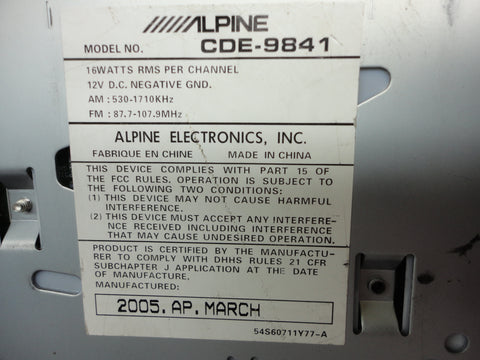 ALPINE
MODEL NO. CDE-9841
16WATTS RMS PER CHANNEL
12V D.C. NEGATIVE GND.
AM : 530-1710KHz
FM : 87.7-107.9MHz
ALPINE ELECTRONICS, INC.
FABRIQUE EN CHINE MADE IN CHINA
THIS DEVICE COMPLIES WITH PART 15 OF
THE FCC RULES. OPERATION IS SUBJECT TO
THE FOLLOWING TWO CONDITIONS:
(1) THIS DEVICE MAY NOT CAUSE HARMFUL
INTERFERENCE.
(2) THIS DEVICE MUST ACCEPT ANY INTERFERE-
NCE RECEIVED INCLUDING INTERFERENCE
THAT MAY CAUSE UNDESIRED OPERATION.
PRODUCT IS CERTIFIED BY THE MANUFACTU-
RER TO COMPLY WITH DHHS RULES 21 CFR
SUBCHAPTER J APPLICATION AT THE DATE
OF MANUFACTURE.
MANUFACTURED:
2005. AP. MARCH
54S60711Y77-A